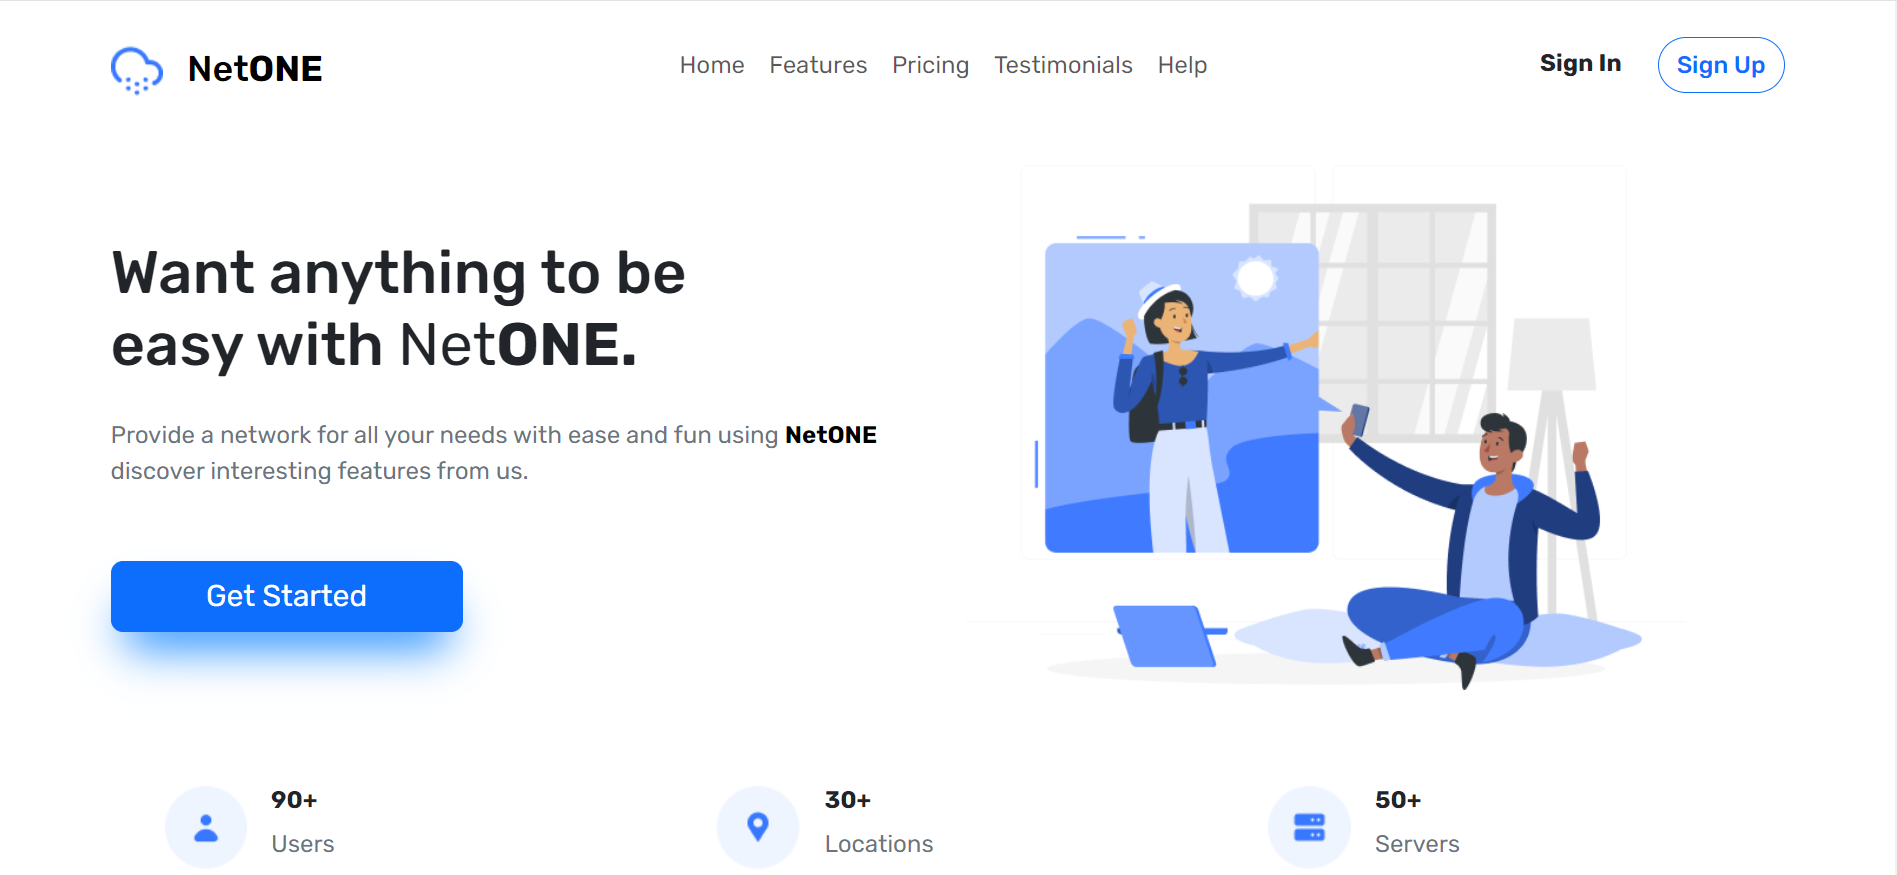 NetONE
Home Features Pricing Testimonials Help
Sign In
Sign Up
Want anything to be
easy with NetONE.
Provide a network for all your needs with ease and fun using NetONE
discover interesting features from us.
Get Started
90+
Users
30+
Locations
50+
Servers